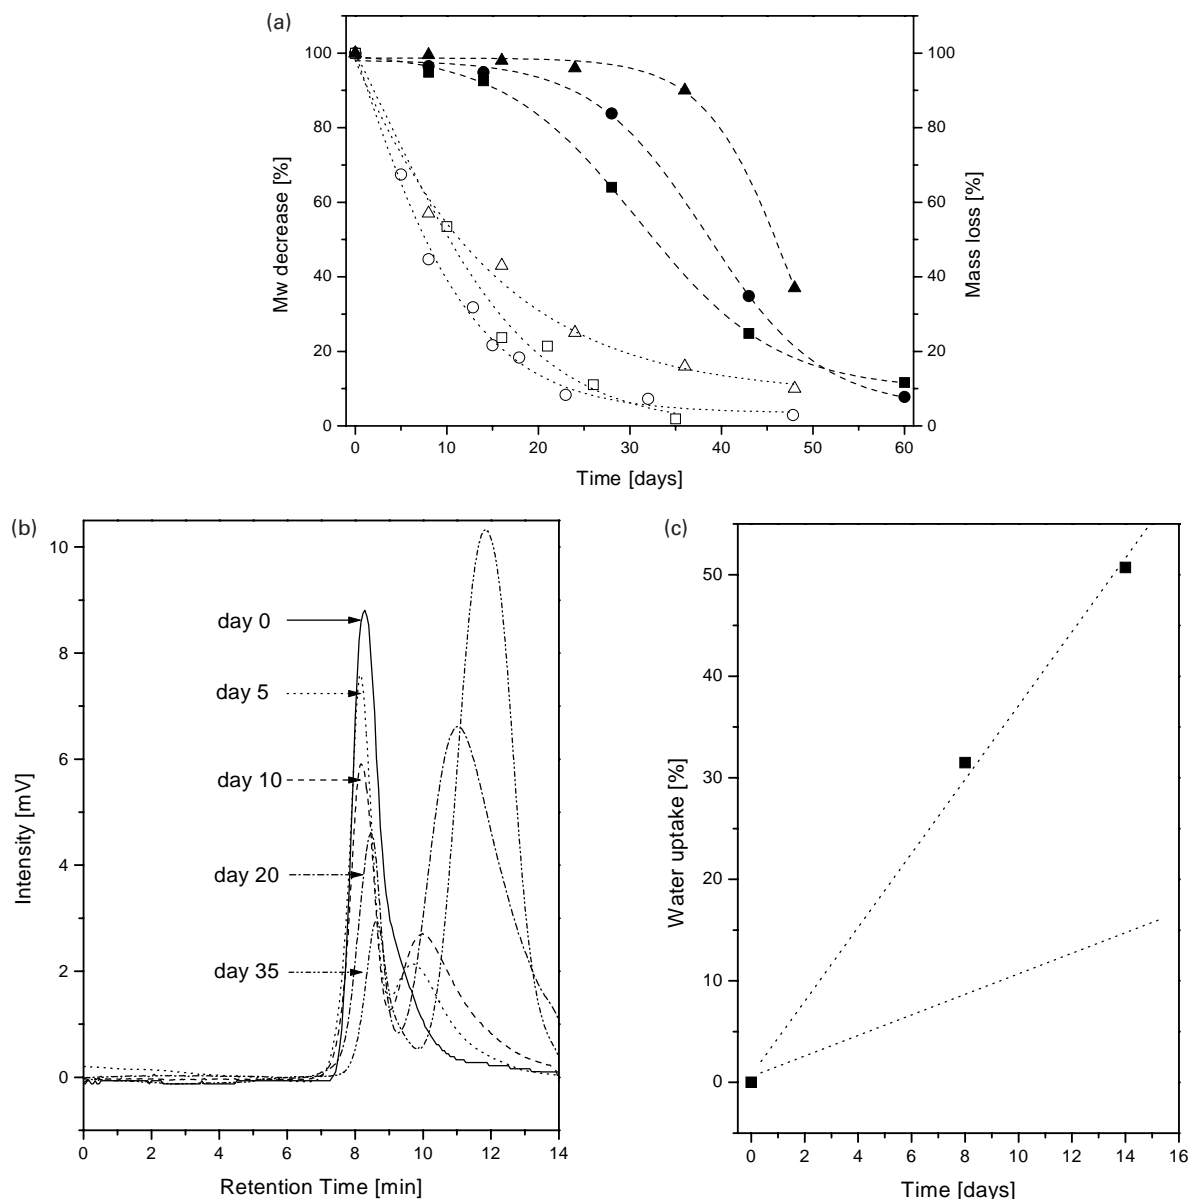 (a)
100
80
60
40
20
0
Mw decrease [%]
100
80
60
40
20
0
Mass loss [%]
0 10 20 30 40 50 60
Time [days]
(b)
10
8
6
4
2
0
Intensity [mV]
day 0
day 5
day 10
day 20
day 35
0 2 4 6 8 10 12 14
Retention Time [min]
(c)
50
40
30
20
10
0
Water uptake [%]
0 2 4 6 8 10 12 14 16
Time [days]